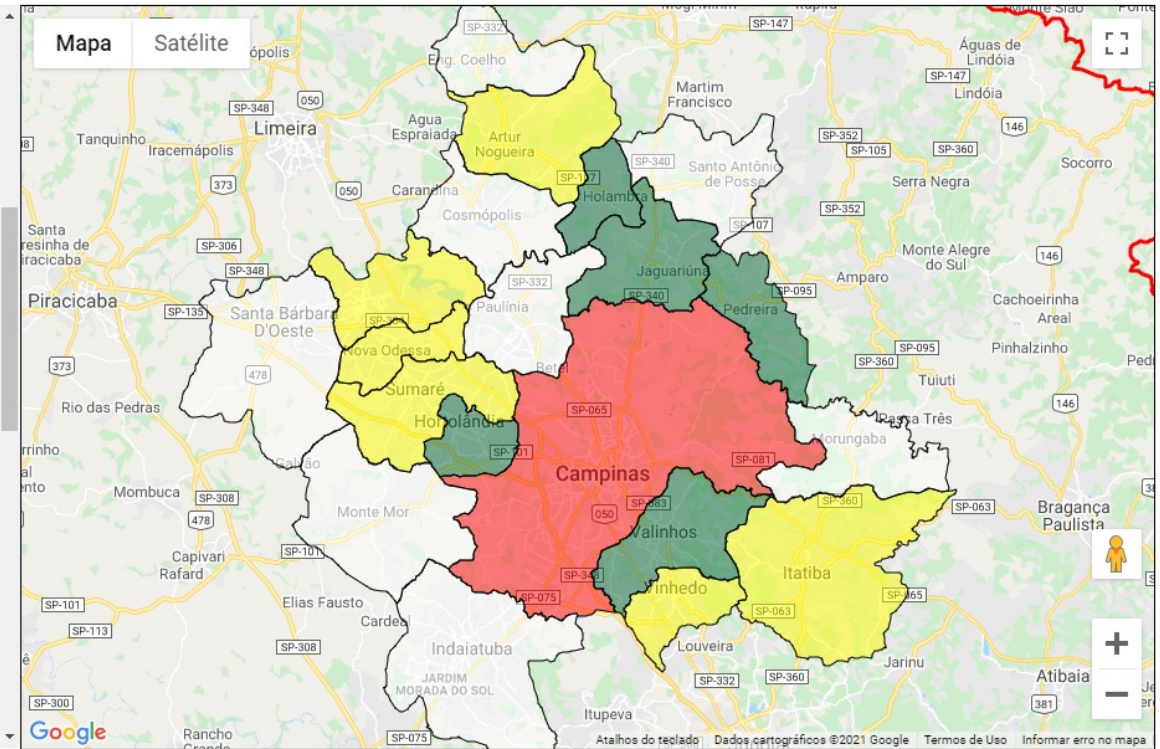 Mapa
Satélite
SP-332
SP-147
Monte Sião
Eng. Coelho
Águas de
Lindóia
SP-147
Lindóia
Martim
Francisco
SP-348
050
Limeira
Agua
Espraiada
Artur
Nogueira
146
Tanquinho
Iracemápolis
SP-352
SP-105
SP-360
Socorro
SP-340
Santo Antônio
de Posse
Serra Negra
373
050
Holambra
Cosmópolis
SP-352
SP-107
Santa
SP-306
SP-348
Monte Alegre
do Sul
146
Jaguariúna
Amparo
Piracicaba
SP-135
Santa Bárbara
D'Oeste
SP-332
Paulínia
SP-340
Pedreira
SP-095
Cachoeirinha
Areal
Nova Odessa
Pinhalzinho
SP-095
SP-360
373
478
Betel
Tuiuti
Sumaré
Rio das Pedras
SP-065
146
Hortolândia
Passa Três
Morungaba
SP-101
SP-081
Galvão
Campinas
Mombuca
SP-308
478
Monte Mor
050
SP-360
SP-063
Bragança
Paulista
Valinhos
SP-101
Capivari
Rafard
Itatiba
SP-075
Vinhedo
SP-065
SP-101
Elias Fausto
SP-063
SP-113
Cardeal
SP-308
Indaiatuba
Louveira
Jarinu
JARDIM
MORADA DO SOL
SP-332
SP-360
Atibaia
SP-300
381
Itupeva
Google
Rancho
SP-075
Atalhos do teclado
Dados cartográficos ©2021 Google
Termos de Uso
Informar erro no mapa